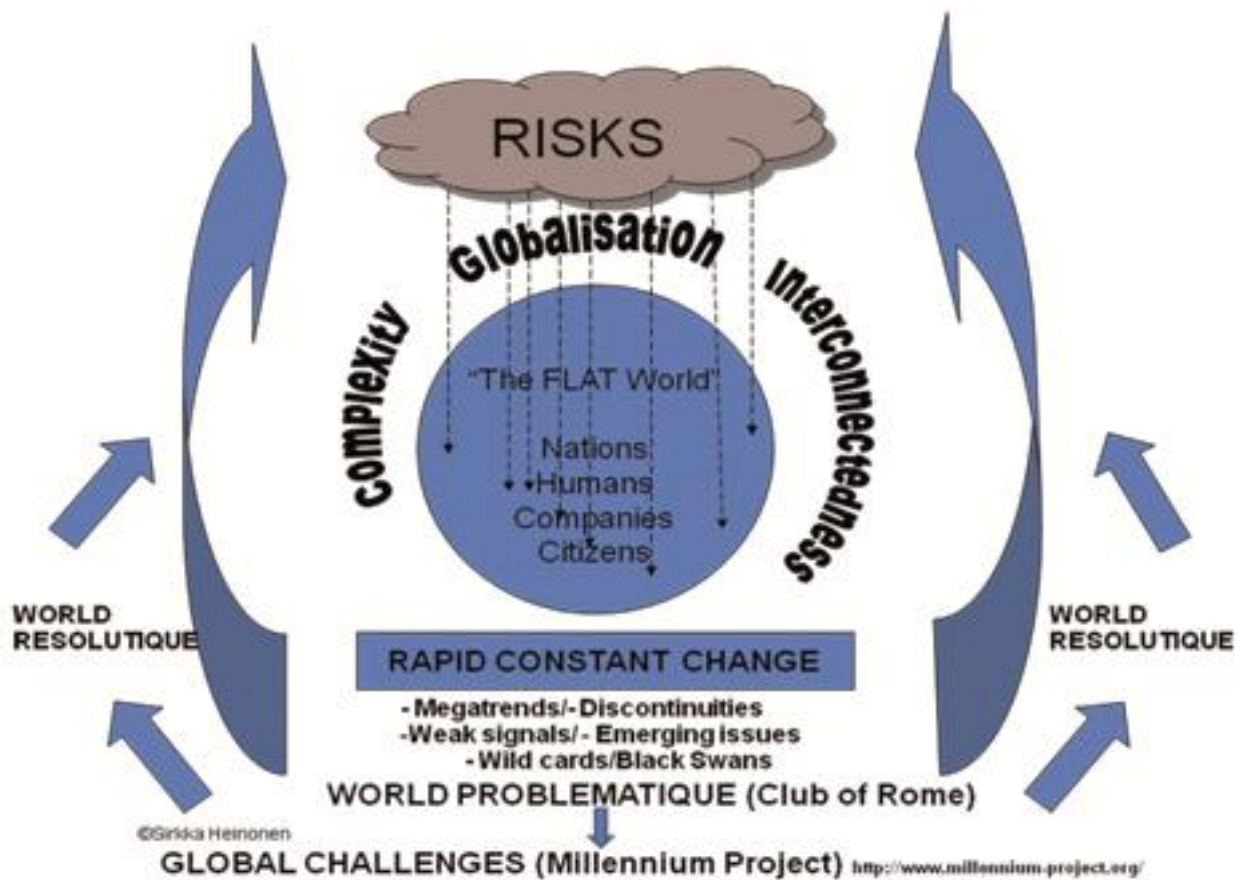 RISKS
Globalisation
Complexity
Interconnectedness
"The FLAT World"
Nations
Humans
Companies
Citizens
WORLD
RESOLUTIQUE
WORLD
RESOLUTIQUE
RAPID CONSTANT CHANGE
- Megatrends/- Discontinuities
-Weak signals/- Emerging issues
- Wild cards/Black Swans
WORLD PROBLEMATIQUE (Club of Rome)
©Sirkka Heinonen
GLOBAL CHALLENGES (Millennium Project) http://www.millennium-project.org/